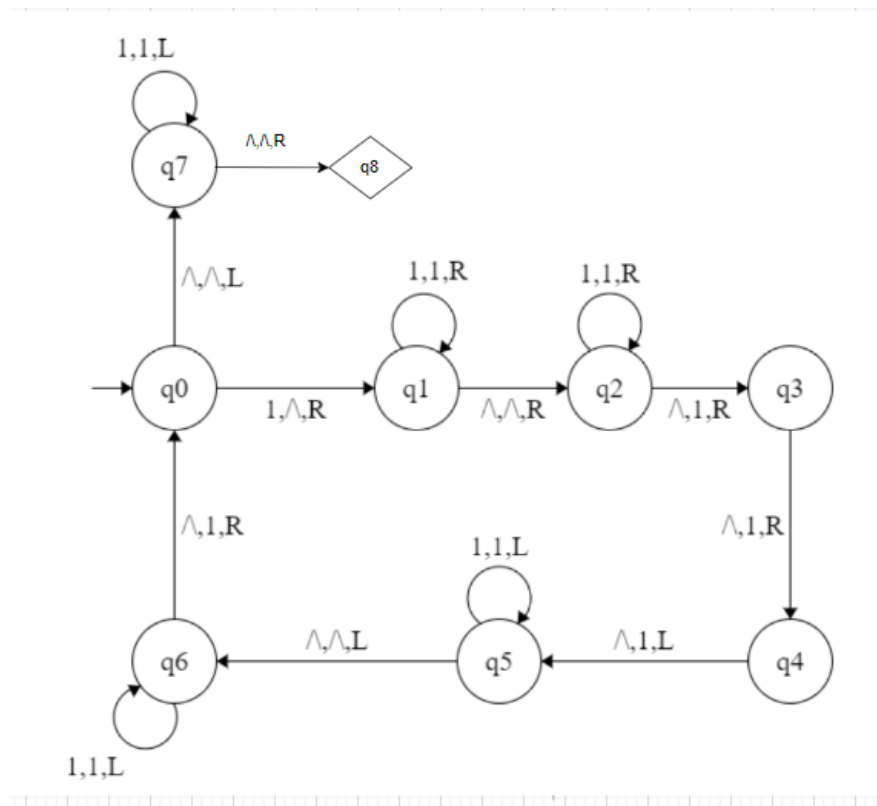 1,1,L
/\,/\,R
q7
q8
/\,/\,L
1,1,R
1,1,R
q0
q1
q2
q3
1,/\,R
/\,/\,R
/\,1,R
/\,1,R
/\,1,R
1,1,L
/\,/\,L
/\,1,L
q6
q5
q4
1,1,L